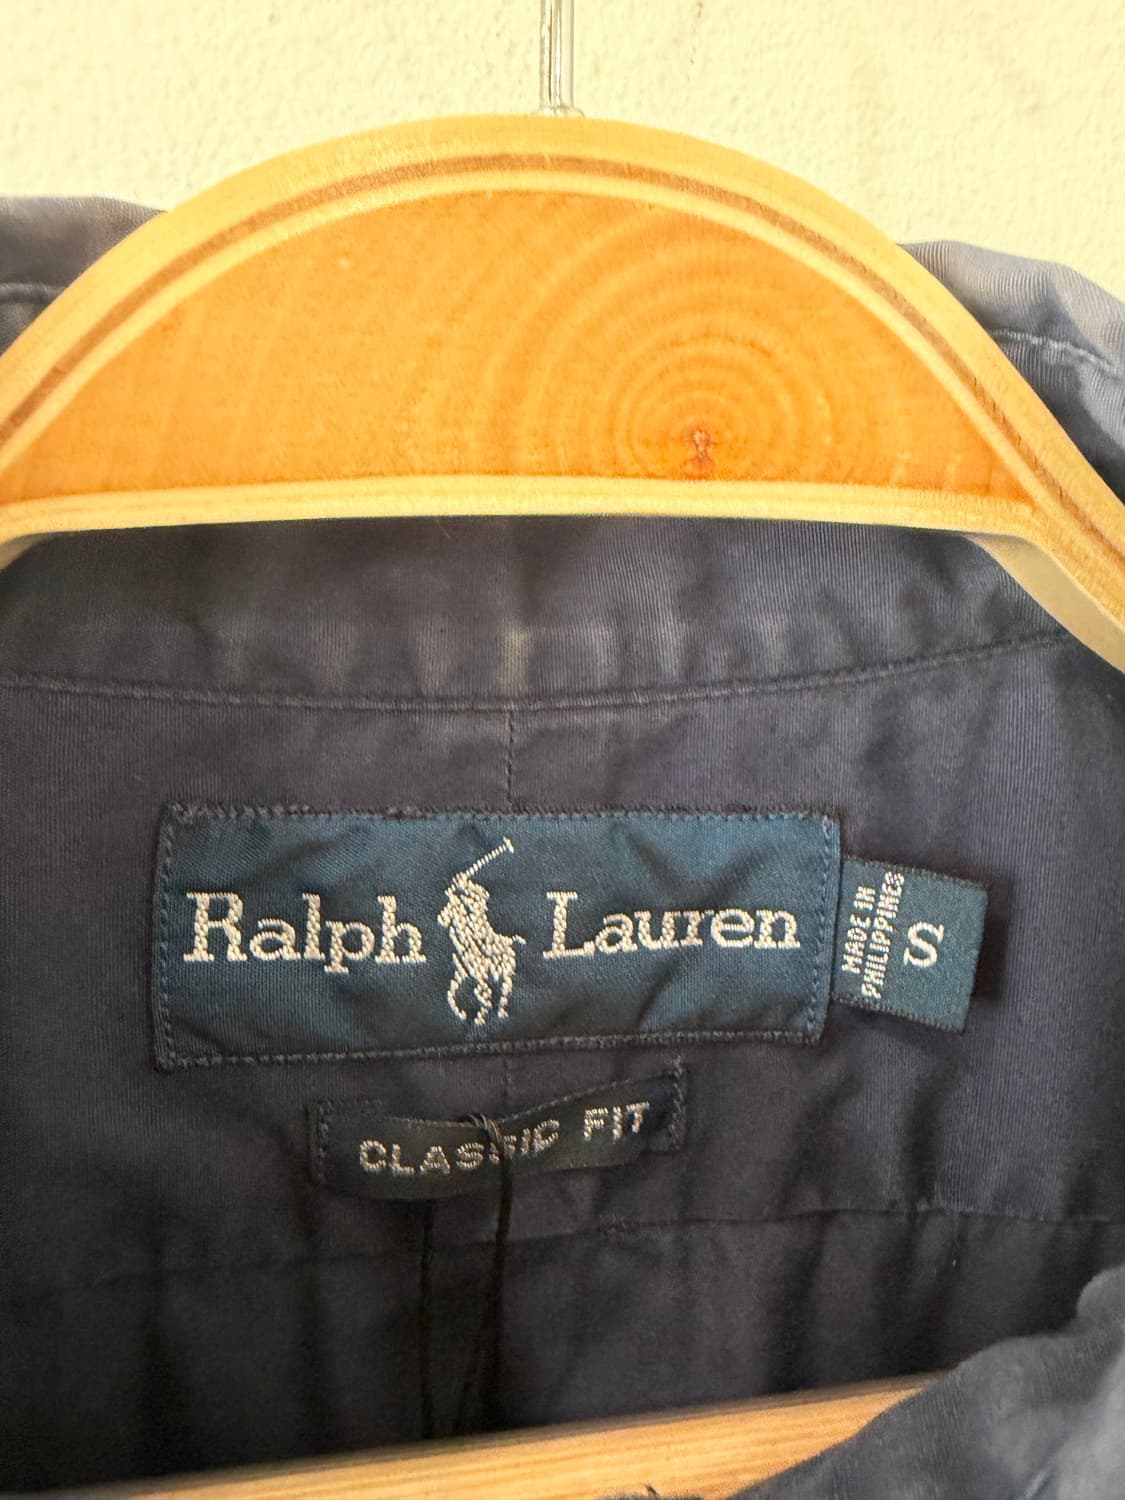 Ralph Lauren
MADE IN
PHILIPPINES
S
CLASSIC FIT